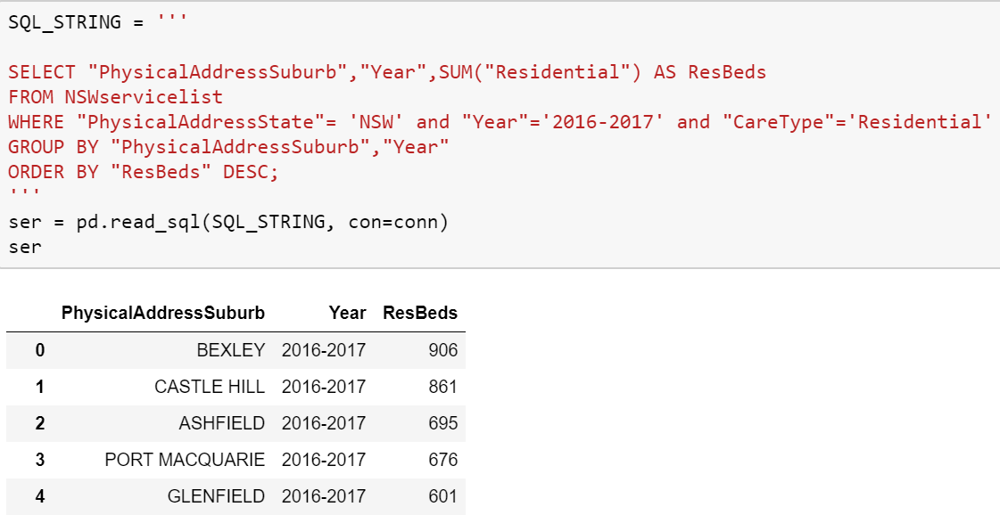 SQL_STRING = '''
SELECT "PhysicalAddressSuburb","Year",SUM("Residential") AS ResBeds
FROM NSWservicelist
WHERE "PhysicalAddressState"= 'NSW' and "Year"='2016-2017' and "CareType"='Residential'
GROUP BY "PhysicalAddressSuburb","Year"
ORDER BY "ResBeds" DESC;
'''
ser = pd.read_sql(SQL_STRING, con=conn)
ser
PhysicalAddressSuburb Year ResBeds
0 BEXLEY 2016-2017 906
1 CASTLE HILL 2016-2017 861
2 ASHFIELD 2016-2017 695
3 PORT MACQUARIE 2016-2017 676
4 GLENFIELD 2016-2017 601